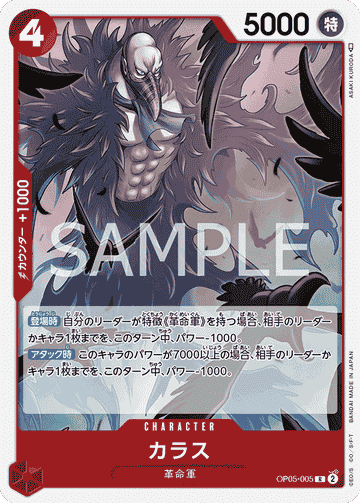 4
5000
特
ASAKI KURODA
カウンター +1000
SAMPLE
登場時 自分のリーダーが特徴《革命軍》を持つ場合、相手のリーダー
かキャラ1枚までを、このターン中、パワー-1000。
アタック時 このキャラのパワーが7000以上の場合、相手のリーダーか
キャラ1枚までを、このターン中、パワー-1000。
CHARACTER
カラス
革命軍
©E.O./S. ©O./S・F・T BANDAI MADE IN JAPAN
OP05-005 R 2